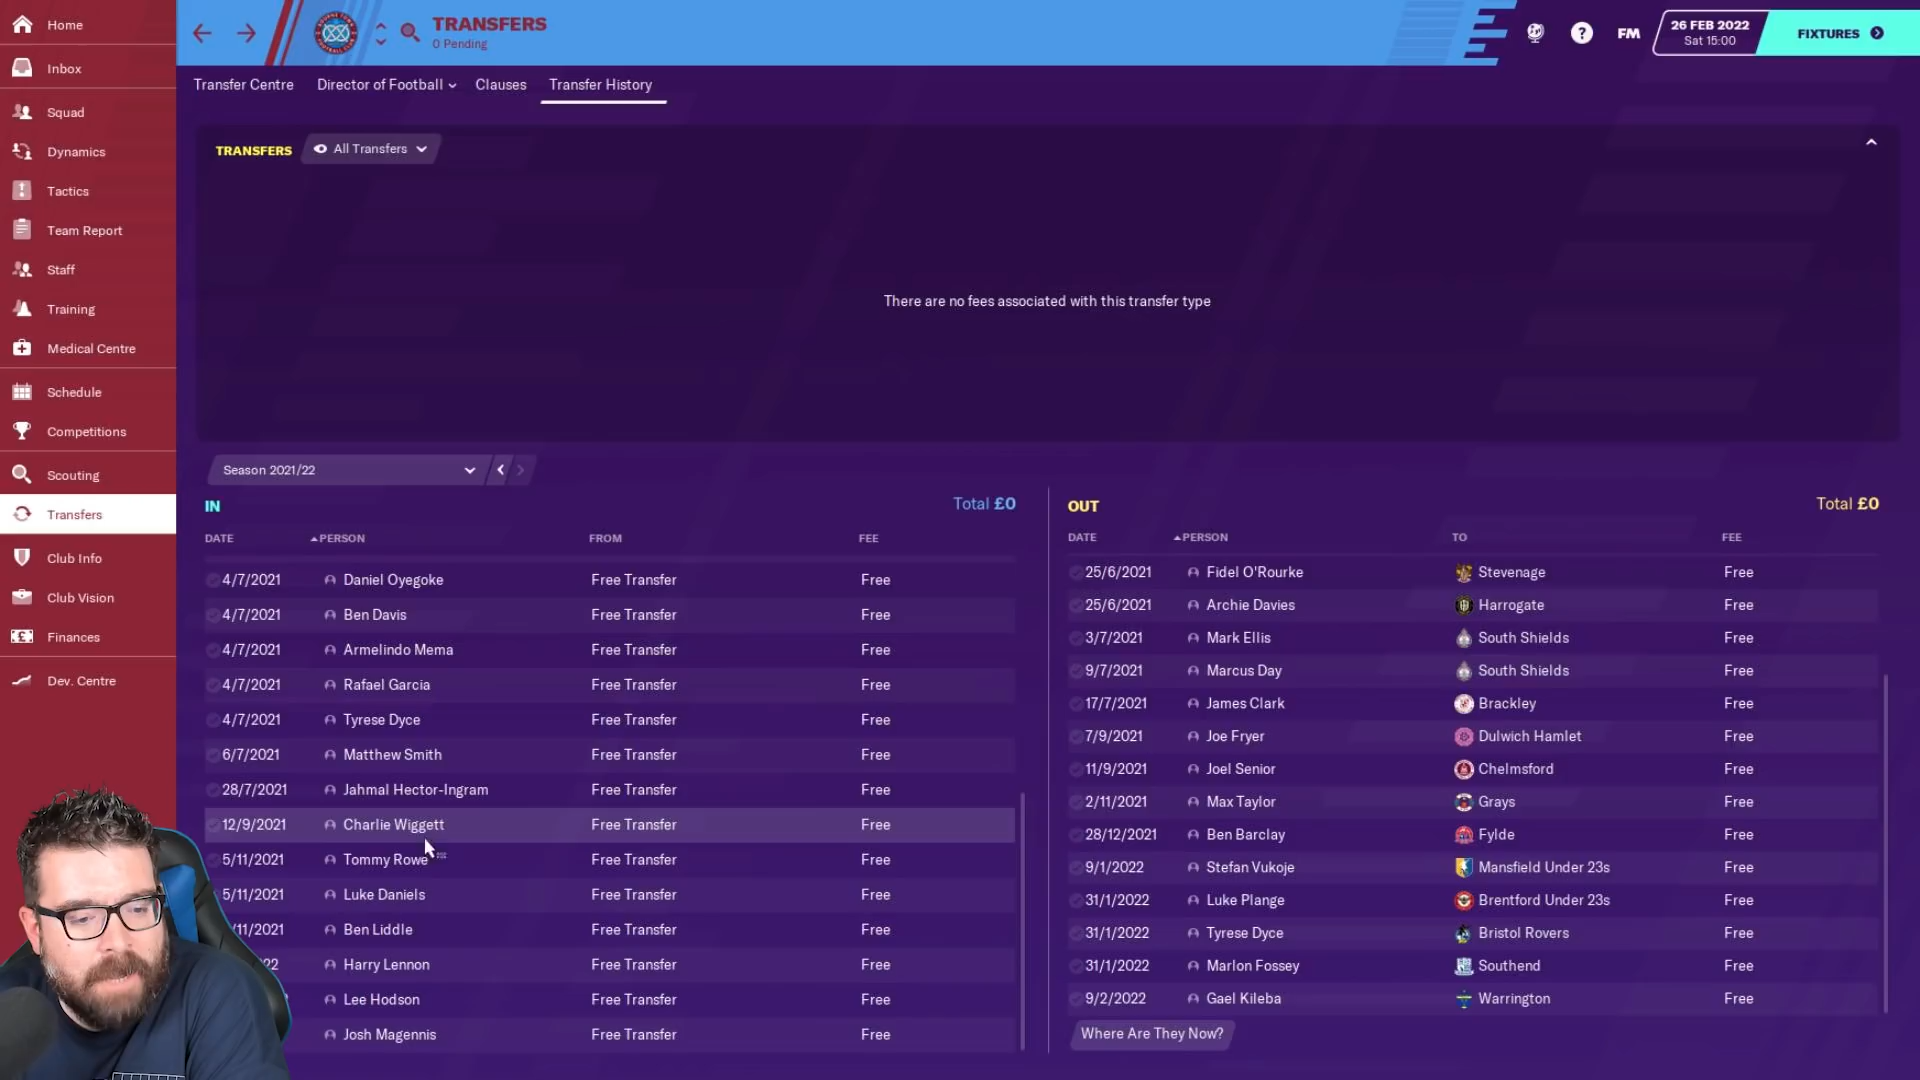 Home
Inbox
Squad
Dynamics
Tactics
Team Report
Staff
Training
Medical Centre
Schedule
Competitions
Scouting
Transfers
Club Info
Club Vision
Finances
Dev. Centre
TRANSFERS
0 Pending
FM
26 FEB 2022
Sat 15:00
FIXTURES
Transfer Centre Director of Football Clauses Transfer History
TRANSFERS All Transfers
There are no fees associated with this transfer type
Season 2021/22
IN Total £0
DATE PERSON FROM FEE
4/7/2021 Daniel Oyegoke Free Transfer Free
4/7/2021 Ben Davis Free Transfer Free
4/7/2021 Armelindo Mema Free Transfer Free
4/7/2021 Rafael Garcia Free Transfer Free
4/7/2021 Tyrese Dyce Free Transfer Free
6/7/2021 Matthew Smith Free Transfer Free
28/7/2021 Jahmal Hector-Ingram Free Transfer Free
12/9/2021 Charlie Wiggett Free Transfer Free
5/11/2021 Tommy Rowe Free Transfer Free
5/11/2021 Luke Daniels Free Transfer Free
/11/2021 Ben Liddle Free Transfer Free
22 Harry Lennon Free Transfer Free
Lee Hodson Free Transfer Free
Josh Magennis Free Transfer Free
OUT Total £0
DATE PERSON TO FEE
25/6/2021 Fidel O'Rourke Stevenage Free
25/6/2021 Archie Davies Harrogate Free
3/7/2021 Mark Ellis South Shields Free
9/7/2021 Marcus Day South Shields Free
17/7/2021 James Clark Brackley Free
7/9/2021 Joe Fryer Dulwich Hamlet Free
11/9/2021 Joel Senior Chelmsford Free
2/11/2021 Max Taylor Grays Free
28/12/2021 Ben Barclay Fylde Free
9/1/2022 Stefan Vukoje Mansfield Under 23s Free
31/1/2022 Luke Plange Brentford Under 23s Free
31/1/2022 Tyrese Dyce Bristol Rovers Free
31/1/2022 Marlon Fossey Southend Free
9/2/2022 Gael Kileba Warrington Free
Where Are They Now?